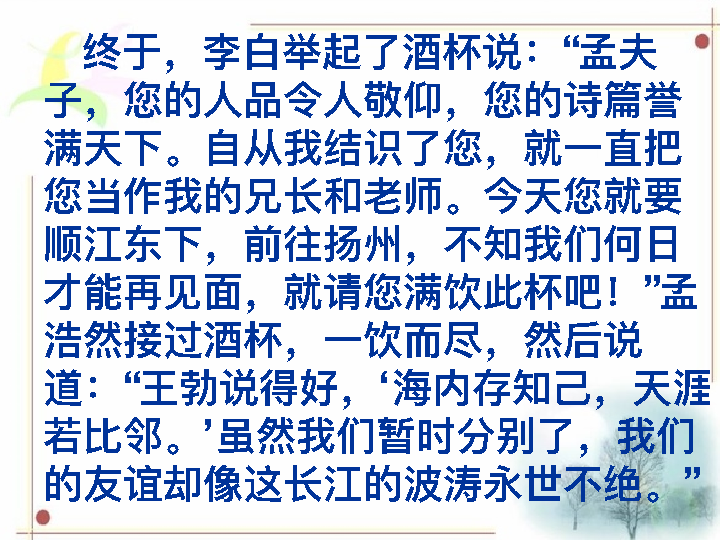 终于，李白举起了酒杯说：“孟夫
子，您的人品令人敬仰，您的诗篇誉
满天下。自从我结识了您，就一直把
您当作我的兄长和老师。今天您就要
顺江东下，前往扬州，不知我们何日
才能再见面，就请您满饮此杯吧！”孟
浩然接过酒杯，一饮而尽，然后说
道：“王勃说得好，‘海内存知己，天涯
若比邻。’虽然我们暂时分别了，我们
的友谊却像这长江的波涛永世不绝。”